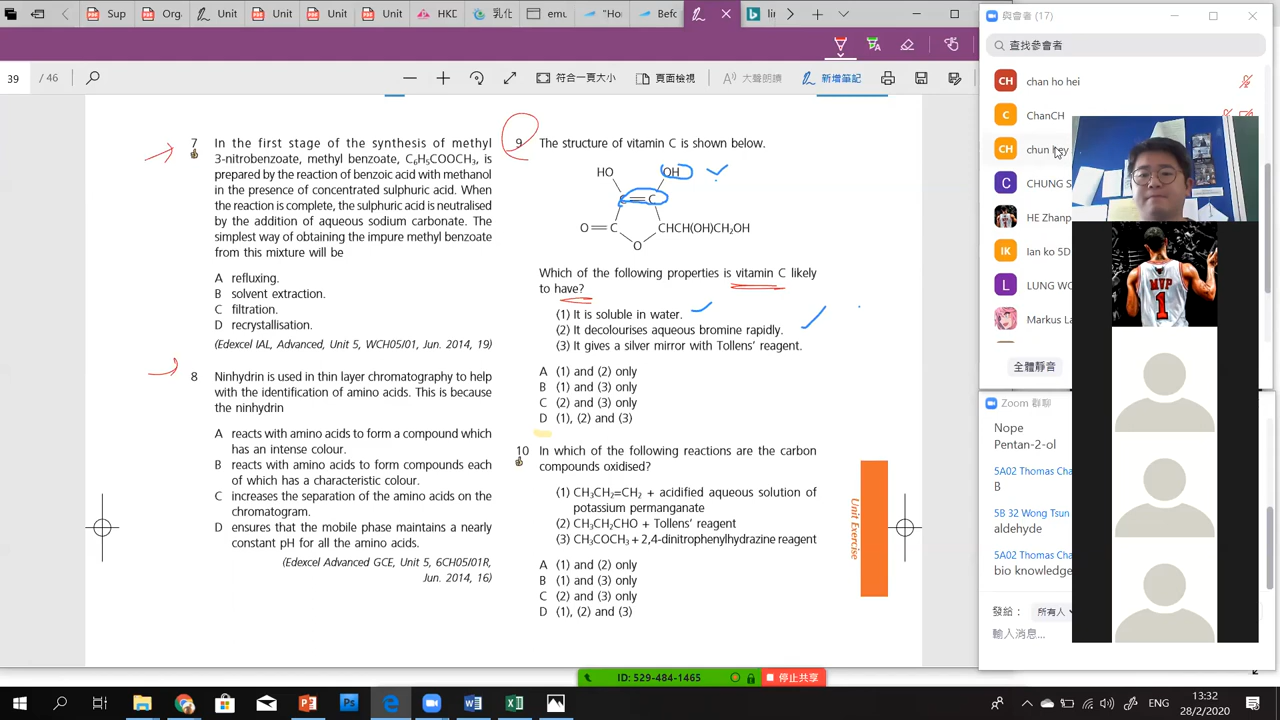 Sup
Sup
Uni
Uni
HKE
"Ho
Befc
與會者 (17)
查找參會者
39 / 46
符合一頁大小
頁面檢視
大聲朗讀
新增筆記
chan ho hei
ChanCH
CHUNG S
HE Zhanp
Ian ko 5D
LUNG WO
Markus La
全體靜音
7 In the first stage of the synthesis of methyl
3-nitrobenzoate, methyl benzoate, C₆H₅COOCH₃, is
prepared by the reaction of benzoic acid with methanol
in the presence of concentrated sulphuric acid. When
the reaction is complete, the sulphuric acid is neutralised
by the addition of aqueous sodium carbonate. The
simplest way of obtaining the impure methyl benzoate
from this mixture will be
A refluxing.
B solvent extraction.
C filtration.
D recrystallisation.
(Edexcel IAL, Advanced, Unit 5, WCH05/01, Jun. 2014, 19)
8 Ninhydrin is used in thin layer chromatography to help
with the identification of amino acids. This is because
the ninhydrin
A reacts with amino acids to form a compound which
has an intense colour.
B reacts with amino acids to form compounds each
of which has a characteristic colour.
C increases the separation of the amino acids on the
chromatogram.
D ensures that the mobile phase maintains a nearly
constant pH for all the amino acids.
(Edexcel Advanced GCE, Unit 5, 6CH05/01R,
Jun. 2014, 16)
9 The structure of vitamin C is shown below.
HO OH
C=C
O=C CHCH(OH)CH₂OH
O
Which of the following properties is vitamin C likely
to have?
(1) It is soluble in water.
(2) It decolourises aqueous bromine rapidly.
(3) It gives a silver mirror with Tollens' reagent.
A (1) and (2) only
B (1) and (3) only
C (2) and (3) only
D (1), (2) and (3)
10 In which of the following reactions are the carbon
compounds oxidised?
(1) CH₃CH₂=CH₂ + acidified aqueous solution of
potassium permanganate
(2) CH₃CH₂CHO + Tollens' reagent
(3) CH₃COCH₃ + 2,4-dinitrophenylhydrazine reagent
A (1) and (2) only
B (1) and (3) only
C (2) and (3) only
D (1), (2) and (3)
Unit Exercise
MVP
1
Zoom 群聊
Nope
Pentan-2-ol
5A02 Thomas Cha
B
5B 32 Wong Tsun
aldehyde
5A02 Thomas Cha
bio knowledge
發給： 所有人
輸入消息...
ID: 529-484-1465
停止共享
ENG
13:32
28/2/2020